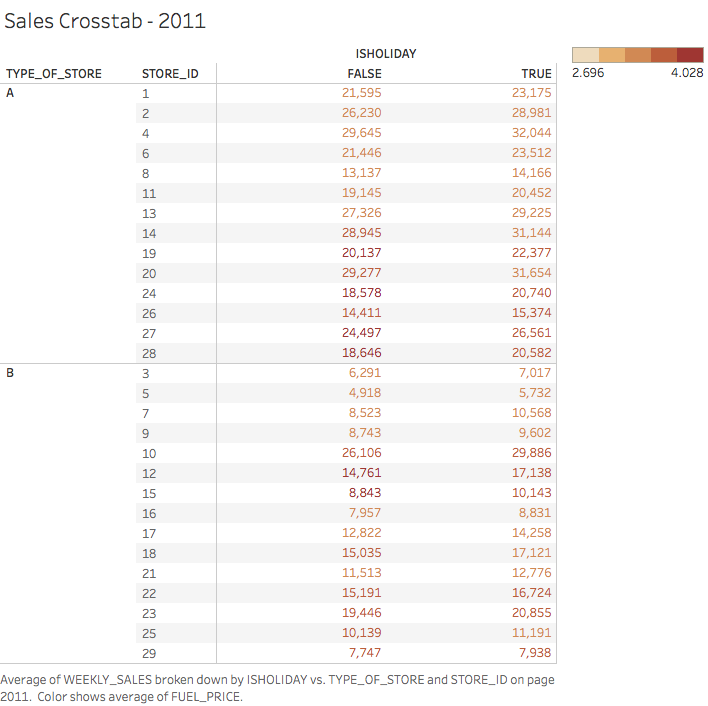 Sales Crosstab - 2011
ISHOLIDAY
TYPE_OF_STORE STORE_ID FALSE TRUE
2.696 4.028
A 1 21,595 23,175
2 26,230 28,981
4 29,645 32,044
6 21,446 23,512
8 13,137 14,166
11 19,145 20,452
13 27,326 29,225
14 28,945 31,144
19 20,137 22,377
20 29,277 31,654
24 18,578 20,740
26 14,411 15,374
27 24,497 26,561
28 18,646 20,582
B 3 6,291 7,017
5 4,918 5,732
7 8,523 10,568
9 8,743 9,602
10 26,106 29,886
12 14,761 17,138
15 8,843 10,143
16 7,957 8,831
17 12,822 14,258
18 15,035 17,121
21 11,513 12,776
22 15,191 16,724
23 19,446 20,855
25 10,139 11,191
29 7,747 7,938
Average of WEEKLY_SALES broken down by ISHOLIDAY vs. TYPE_OF_STORE and STORE_ID on page
2011. Color shows average of FUEL_PRICE.